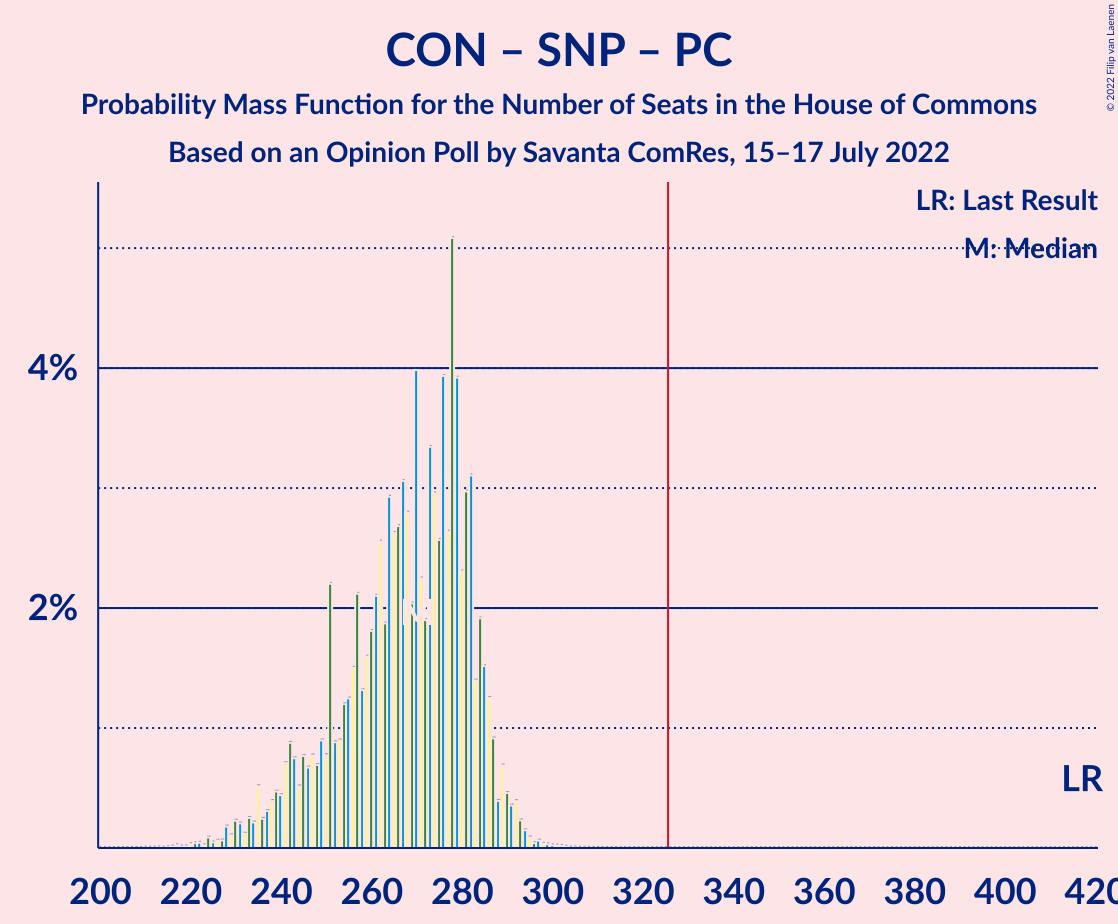 CON – SNP – PC
Probability Mass Function for the Number of Seats in the House of Commons
Based on an Opinion Poll by Savanta ComRes, 15–17 July 2022
© 2022 Filip van Laenen
LR: Last Result
M: Median
4%
2%
LR
200 220 240 260 280 300 320 340 360 380 400 420